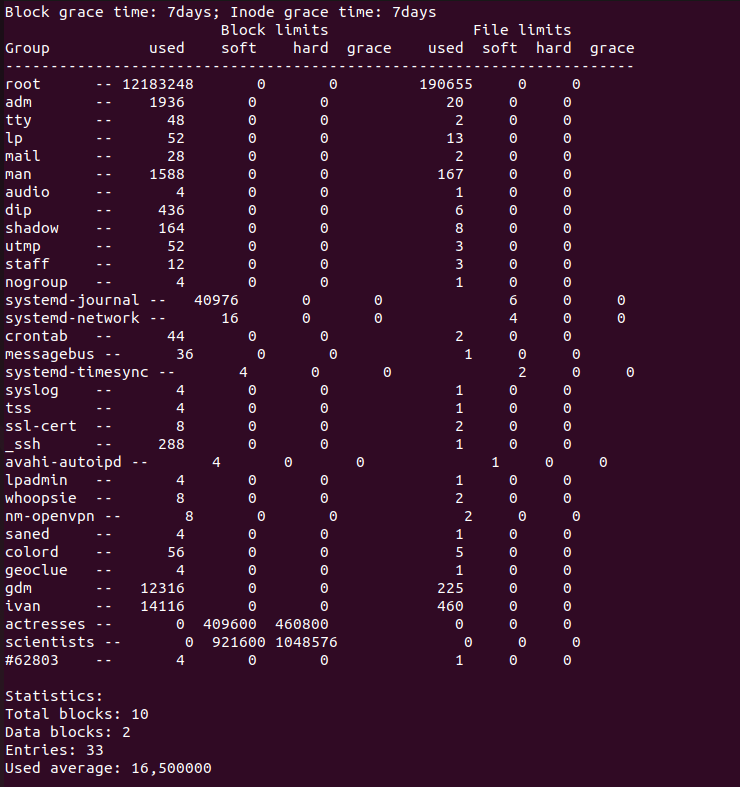 Block grace time: 7days; Inode grace time: 7days
                        Block limits                File limits
Group           used    soft    hard  grace    used  soft  hard  grace
----------------------------------------------------------------------
root      -- 12183248       0       0         190655     0     0
adm       --    1936       0       0             20     0     0
tty       --      48       0       0              2     0     0
lp        --      52       0       0             13     0     0
mail      --      28       0       0              2     0     0
man       --    1588       0       0            167     0     0
audio     --       4       0       0              1     0     0
dip       --     436       0       0              6     0     0
shadow    --     164       0       0              8     0     0
utmp      --      52       0       0              3     0     0
staff     --      12       0       0              3     0     0
nogroup   --       4       0       0              1     0     0
systemd-journal --   40976       0       0              6     0     0
systemd-network --      16       0       0              4     0     0
crontab   --      44       0       0              2     0     0
messagebus --      36       0       0              1     0     0
systemd-timesync --       4       0       0              2     0     0
syslog    --       4       0       0              1     0     0
tss       --       4       0       0              1     0     0
ssl-cert  --       8       0       0              2     0     0
_ssh      --     288       0       0              1     0     0
avahi-autoipd --       4       0       0              1     0     0
lpadmin   --       4       0       0              1     0     0
whoopsie  --       8       0       0              2     0     0
nm-openvpn --       8       0       0              2     0     0
saned     --       4       0       0              1     0     0
colord    --      56       0       0              5     0     0
geoclue   --       4       0       0              1     0     0
gdm       --   12316       0       0            225     0     0
ivan      --   14116       0       0            460     0     0
actresses --       0  409600  460800              0     0     0
scientists --       0  921600 1048576              0     0     0
#62803    --       4       0       0              1     0     0

Statistics:
Total blocks: 10
Data blocks: 2
Entries: 33
Used average: 16,500000